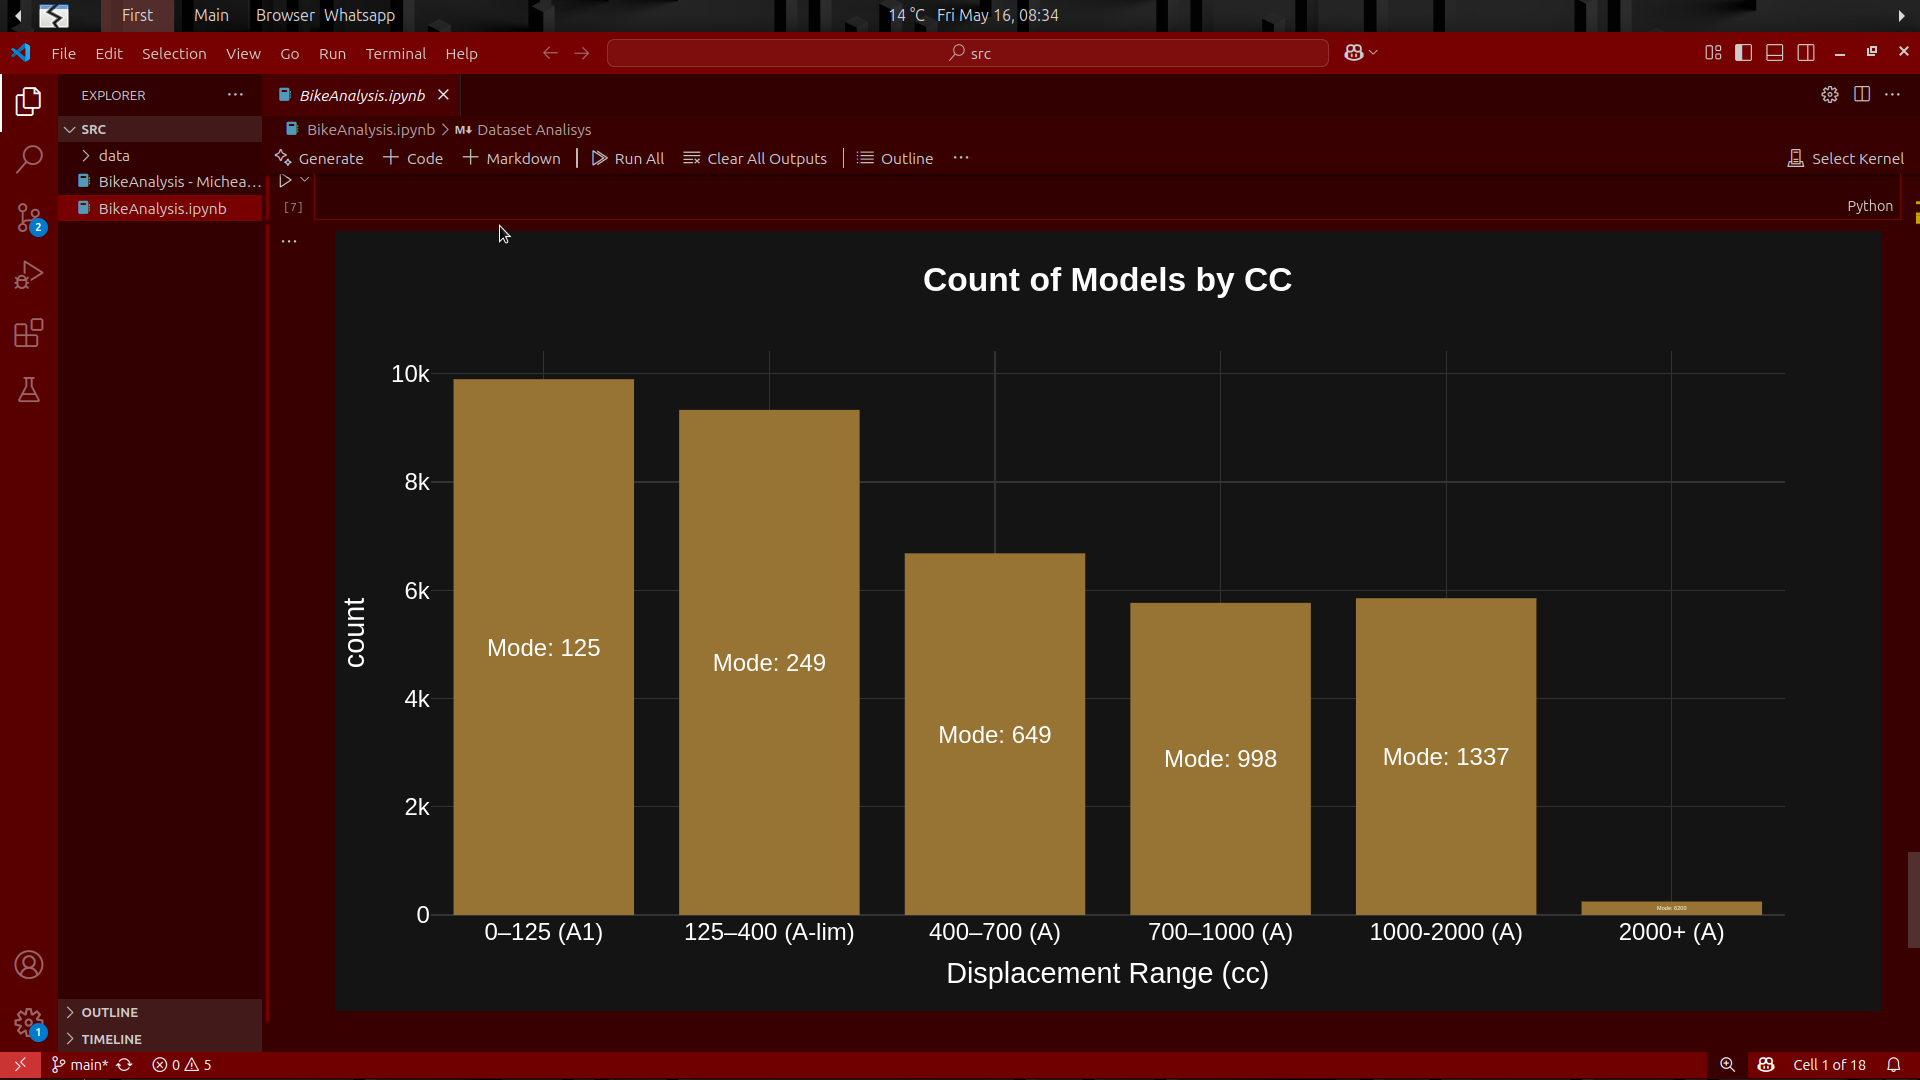 First Main Browser Whatsapp 14 °C Fri May 16, 08:34
File Edit Selection View Go Run Terminal Help src
EXPLORER
SRC
data
BikeAnalysis - Michea...
BikeAnalysis.ipynb
OUTLINE
TIMELINE
BikeAnalysis.ipynb
BikeAnalysis.ipynb > M↓ Dataset Analisys
Generate + Code + Markdown Run All Clear All Outputs Outline ... Select Kernel
[7]
Python
Count of Models by CC
count
10k
8k
6k
4k
2k
0
Mode: 125
Mode: 249
Mode: 649
Mode: 998
Mode: 1337
Mode: 6200
0–125 (A1) 125–400 (A-lim) 400–700 (A) 700–1000 (A) 1000-2000 (A) 2000+ (A)
Displacement Range (cc)
2
1
main* 0 5 Cell 1 of 18